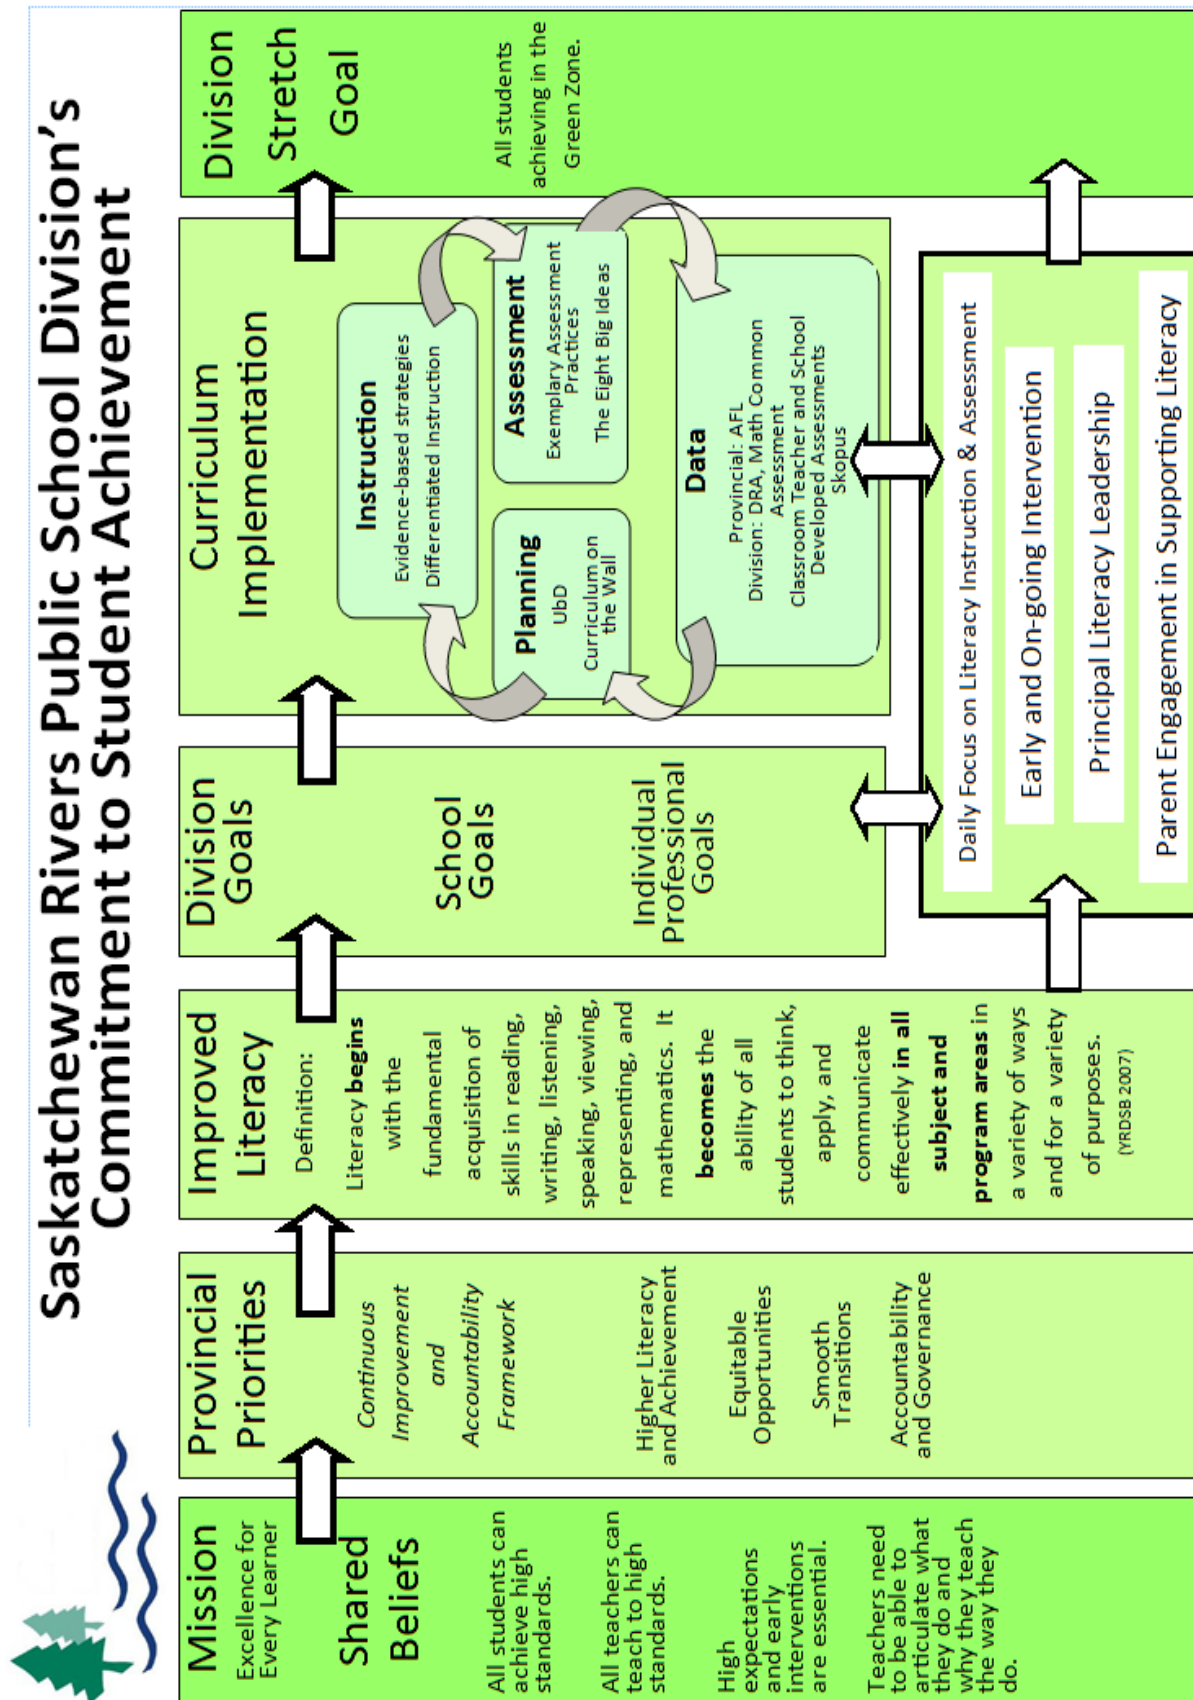 Saskatchewan Rivers Public School Division's
Commitment to Student Achievement
Mission
Excellence for
Every Learner
Shared
Beliefs
All students can
achieve high
standards.
All teachers can
teach to high
standards.
High
expectations
and early
interventions
are essential.
Teachers need
to be able to
articulate what
they do and
why they teach
the way they
do.
Provincial
Priorities
Continuous
Improvement
and
Accountability
Framework
Higher Literacy
and Achievement
Equitable
Opportunities
Smooth
Transitions
Accountability
and Governance
Improved
Literacy
Definition:
Literacy begins
with the
fundamental
acquisition of
skills in reading,
writing, listening,
speaking, viewing,
representing, and
mathematics. It
becomes the
ability of all
students to think,
apply, and
communicate
effectively in all
subject and
program areas in
a variety of ways
and for a variety
of purposes.
(YRDSB 2007)
Division
Goals
School
Goals
Individual
Professional
Goals
Curriculum
Implementation
Instruction
Evidence-based strategies
Differentiated Instruction
Planning
UbD
Curriculum on
the Wall
Assessment
Exemplary Assessment
Practices
The Eight Big Ideas
Data
Provincial: AFL
Division: DRA, Math Common
Assessment
Classroom Teacher and School
Developed Assessments
Skopus
Daily Focus on Literacy Instruction & Assessment
Early and On-going Intervention
Principal Literacy Leadership
Parent Engagement in Supporting Literacy
Division
Stretch
Goal
All students
achieving in the
Green Zone.